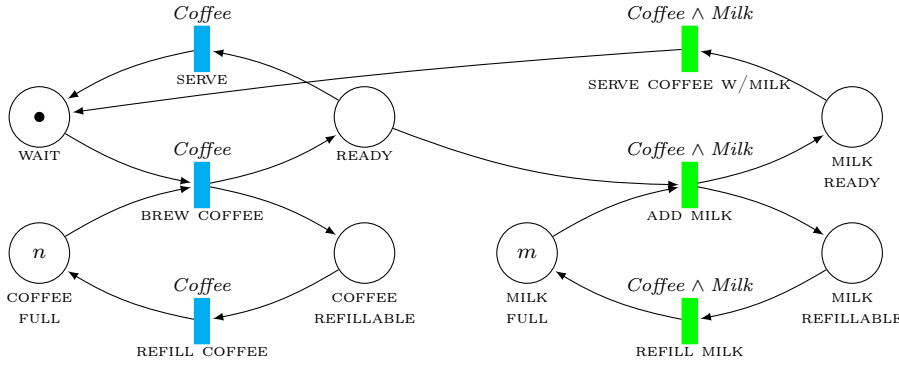 Coffee
Coffee ∧ Milk
SERVE
SERVE COFFEE W/MILK
WAIT
READY
MILK
READY
Coffee
Coffee ∧ Milk
BREW COFFEE
ADD MILK
n
m
COFFEE
FULL
COFFEE
REFILLABLE
MILK
FULL
MILK
REFILLABLE
Coffee
Coffee ∧ Milk
REFILL COFFEE
REFILL MILK